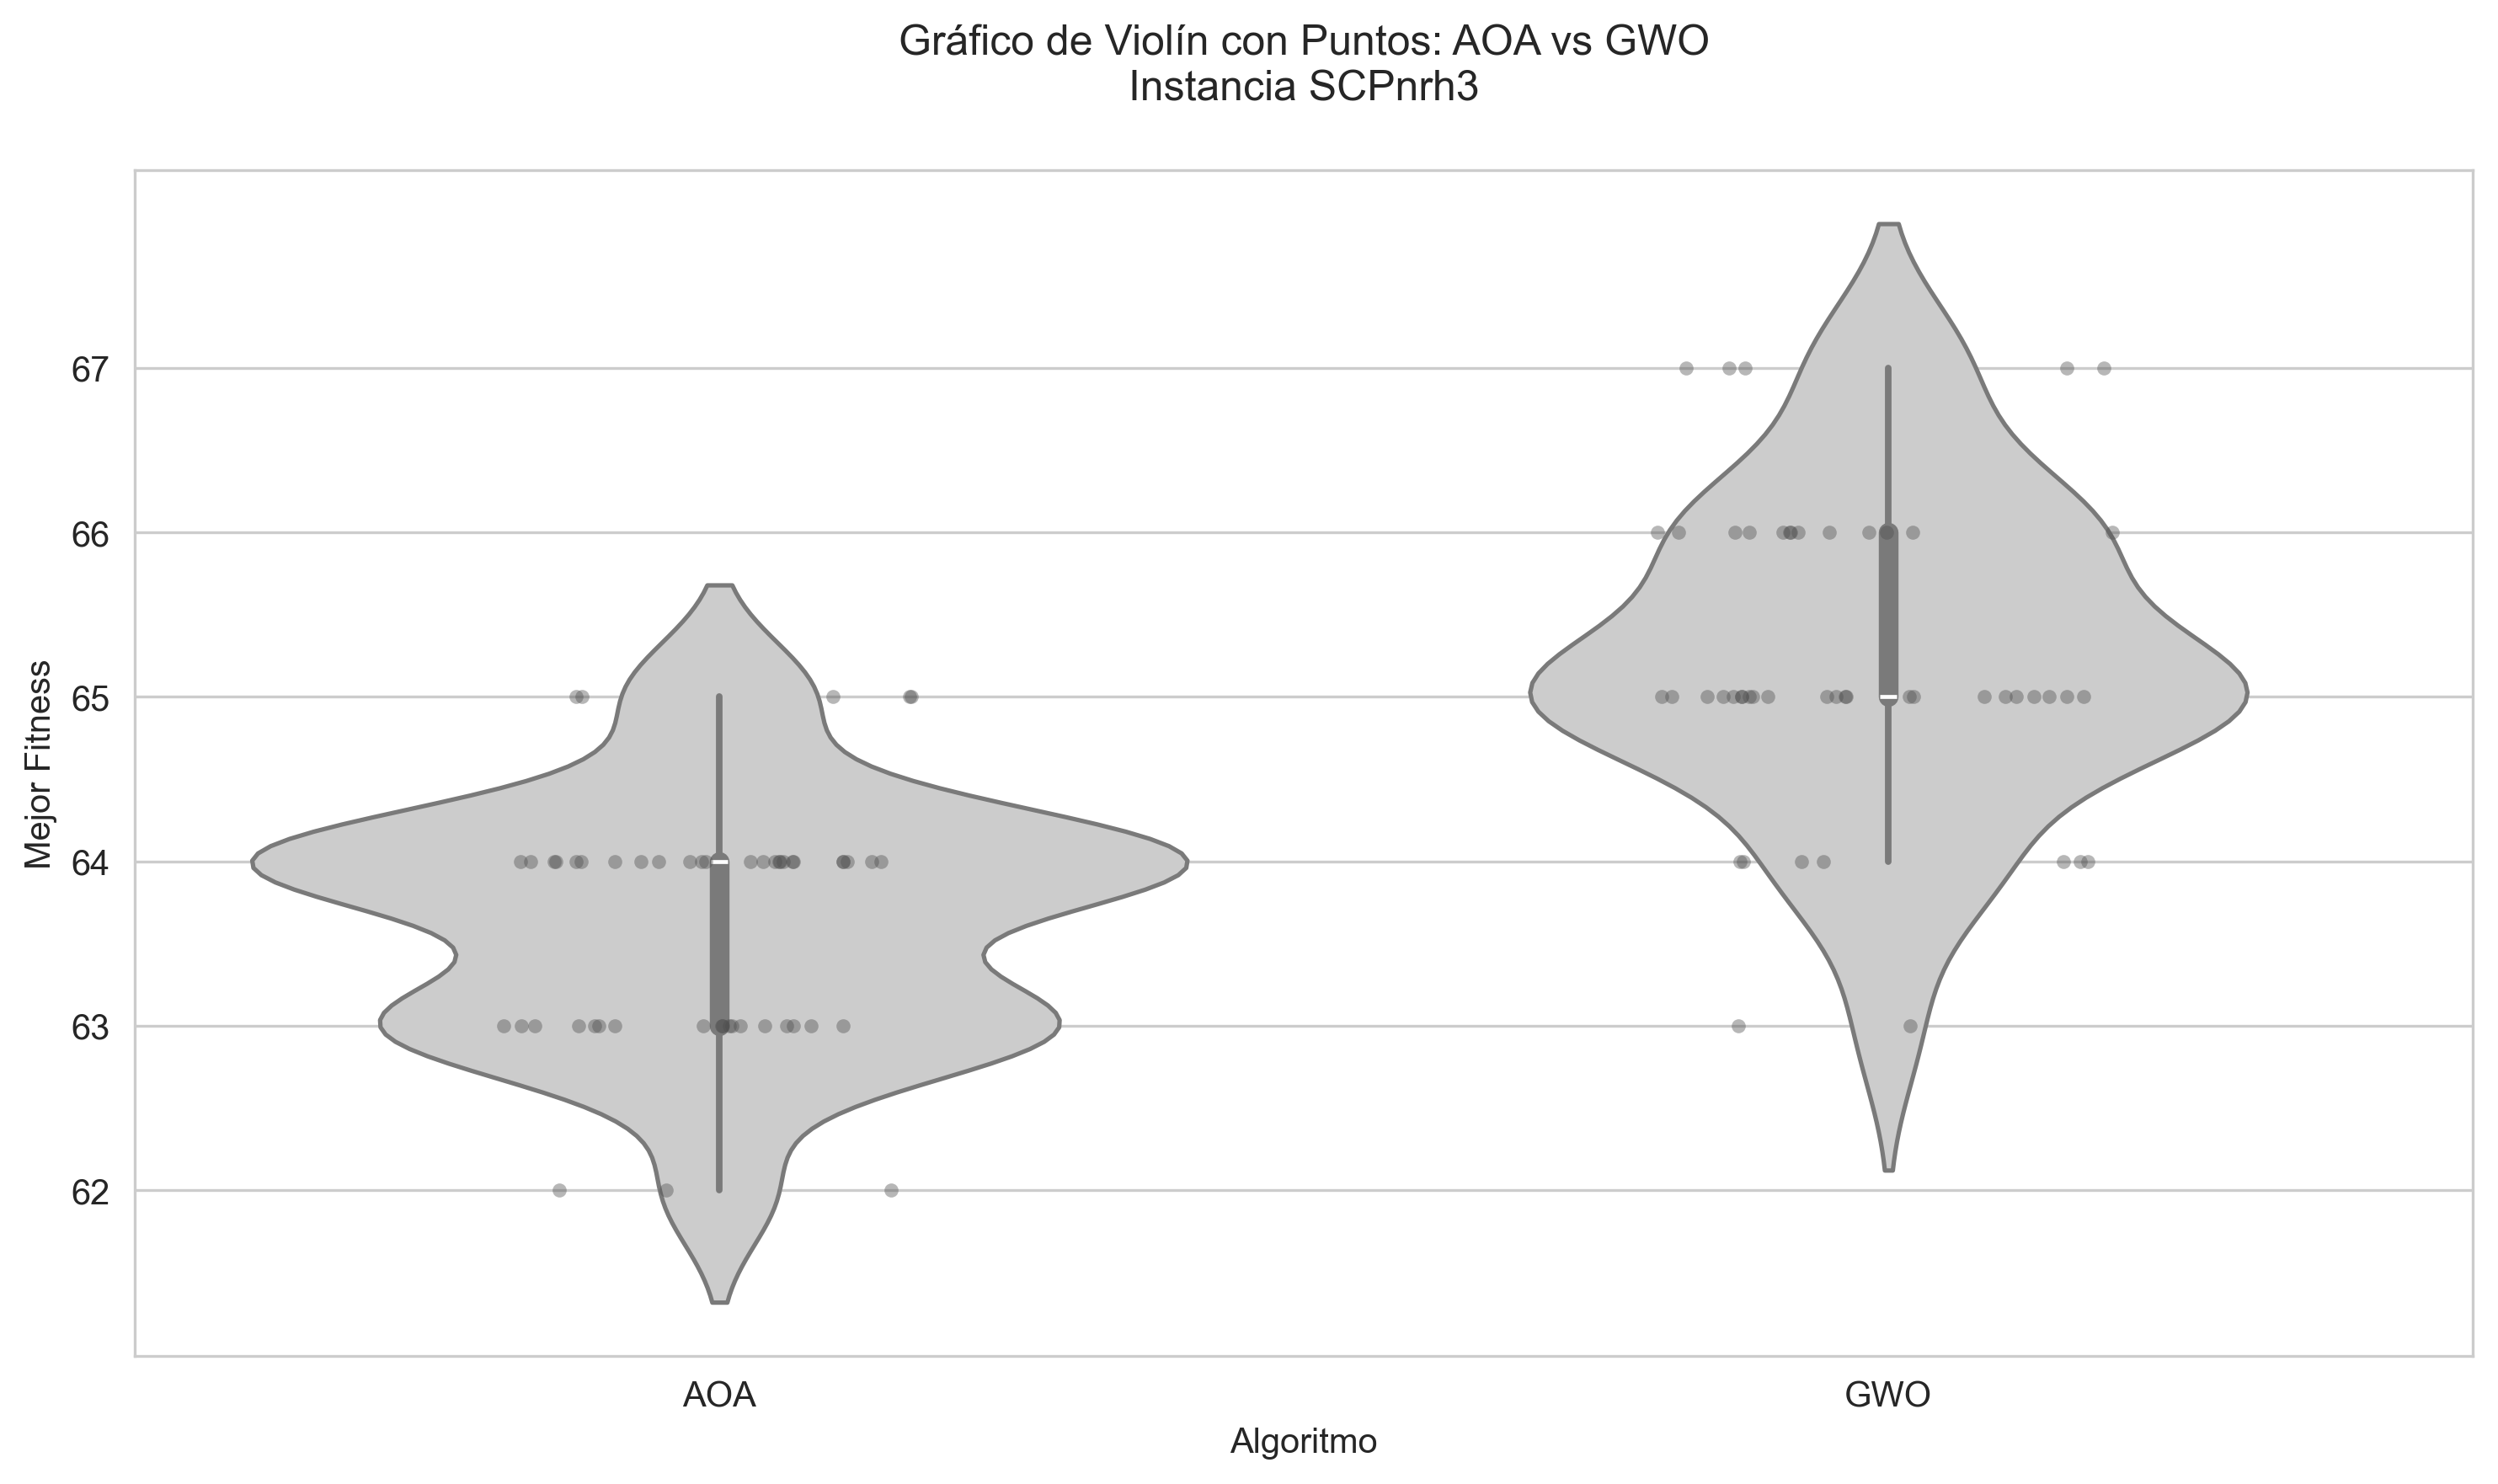 Gráfico de Violín con Puntos: AOA vs GWO
Instancia SCPnrh3
Mejor Fitness
67
66
65
64
63
62
AOA
GWO
Algoritmo